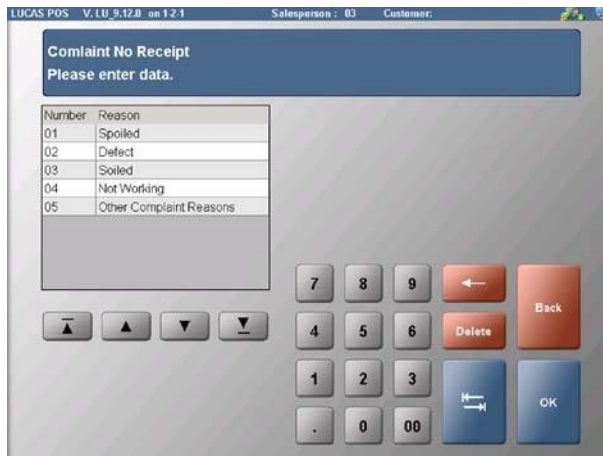 LUCAS POS V. LU_9.12.0 on 1-2-1 Salesperson : 03 Customer:
Comlaint No Receipt
Please enter data.
Number Reason
01 Spoiled
02 Defect
03 Soiled
04 Not Working
05 Other Complaint Reasons
7 8 9
Back
4 5 6 Delete
1 2 3
OK
. 0 00